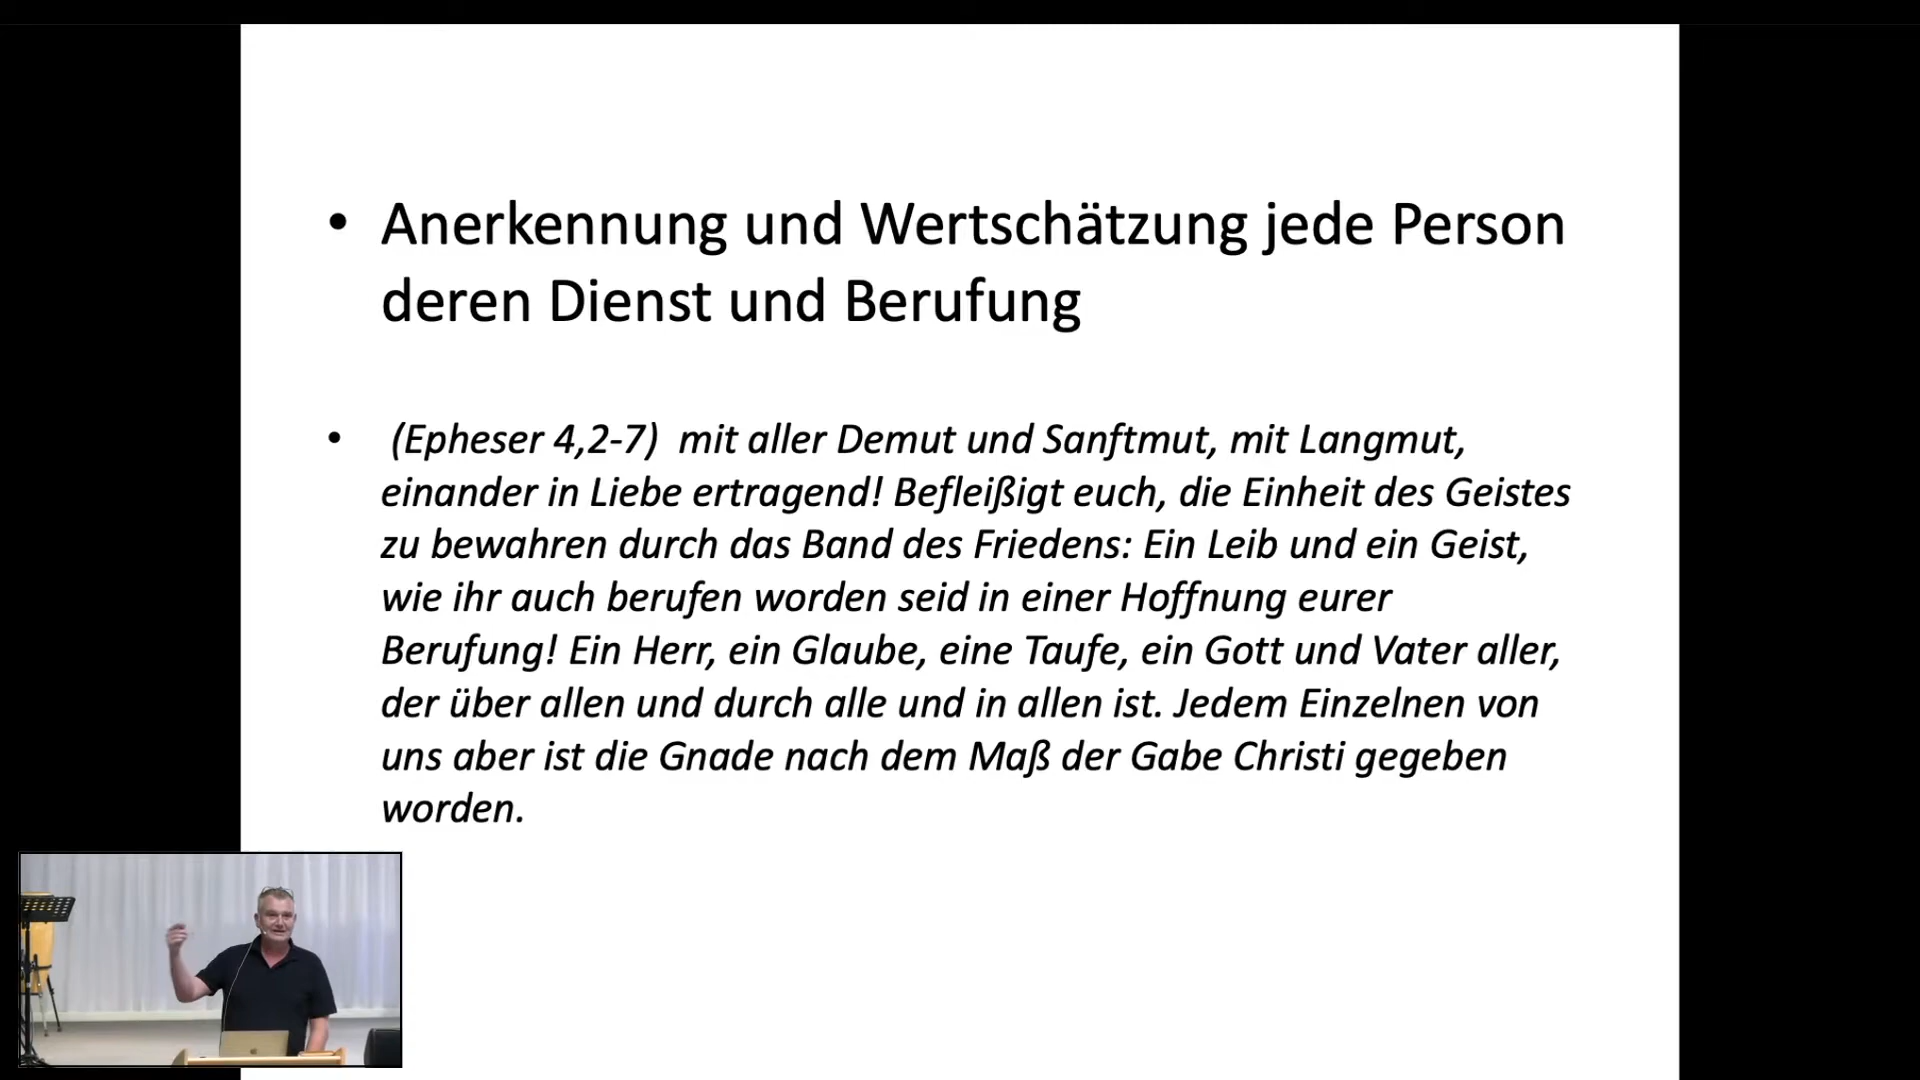 • Anerkennung und Wertschätzung jede Person
deren Dienst und Berufung
• (Epheser 4,2-7) mit aller Demut und Sanftmut, mit Langmut,
einander in Liebe ertragend! Befleißigt euch, die Einheit des Geistes
zu bewahren durch das Band des Friedens: Ein Leib und ein Geist,
wie ihr auch berufen worden seid in einer Hoffnung eurer
Berufung! Ein Herr, ein Glaube, eine Taufe, ein Gott und Vater aller,
der über allen und durch alle und in allen ist. Jedem Einzelnen von
uns aber ist die Gnade nach dem Maß der Gabe Christi gegeben
worden.